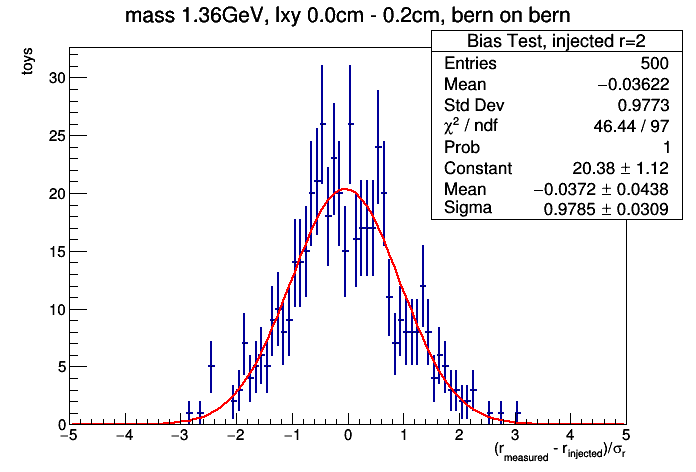 mass 1.36GeV, lxy 0.0cm - 0.2cm, bern on bern
Bias Test, injected r=2
Entries 500
Mean −0.03622
Std Dev 0.9773
χ² / ndf 46.44 / 97
Prob 1
Constant 20.38 ± 1.12
Mean −0.0372 ± 0.0438
Sigma 0.9785 ± 0.0309
toys
30
25
20
15
10
5
0
−5 −4 −3 −2 −1 0 1 2 3 4 5
(r_measured - r_injected)/σ_r